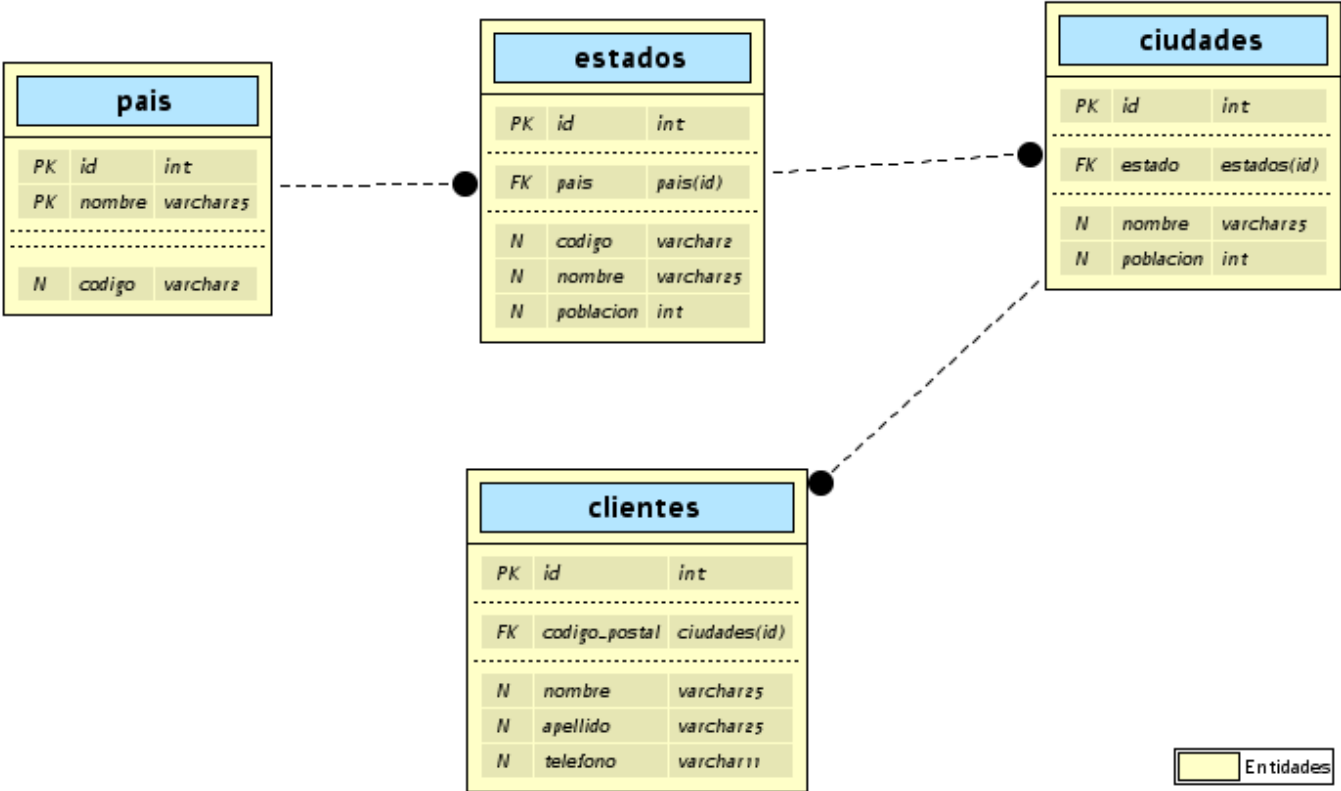 pais
PK id int
PK nombre varchar25
N codigo varchar2
estados
PK id int
FK pais pais(id)
N codigo varchar2
N nombre varchar25
N poblacion int
ciudades
PK id int
FK estado estados(id)
N nombre varchar25
N poblacion int
clientes
PK id int
FK codigo_postal ciudades(id)
N nombre varchar25
N apellido varchar25
N telefono varchar11
Entidades